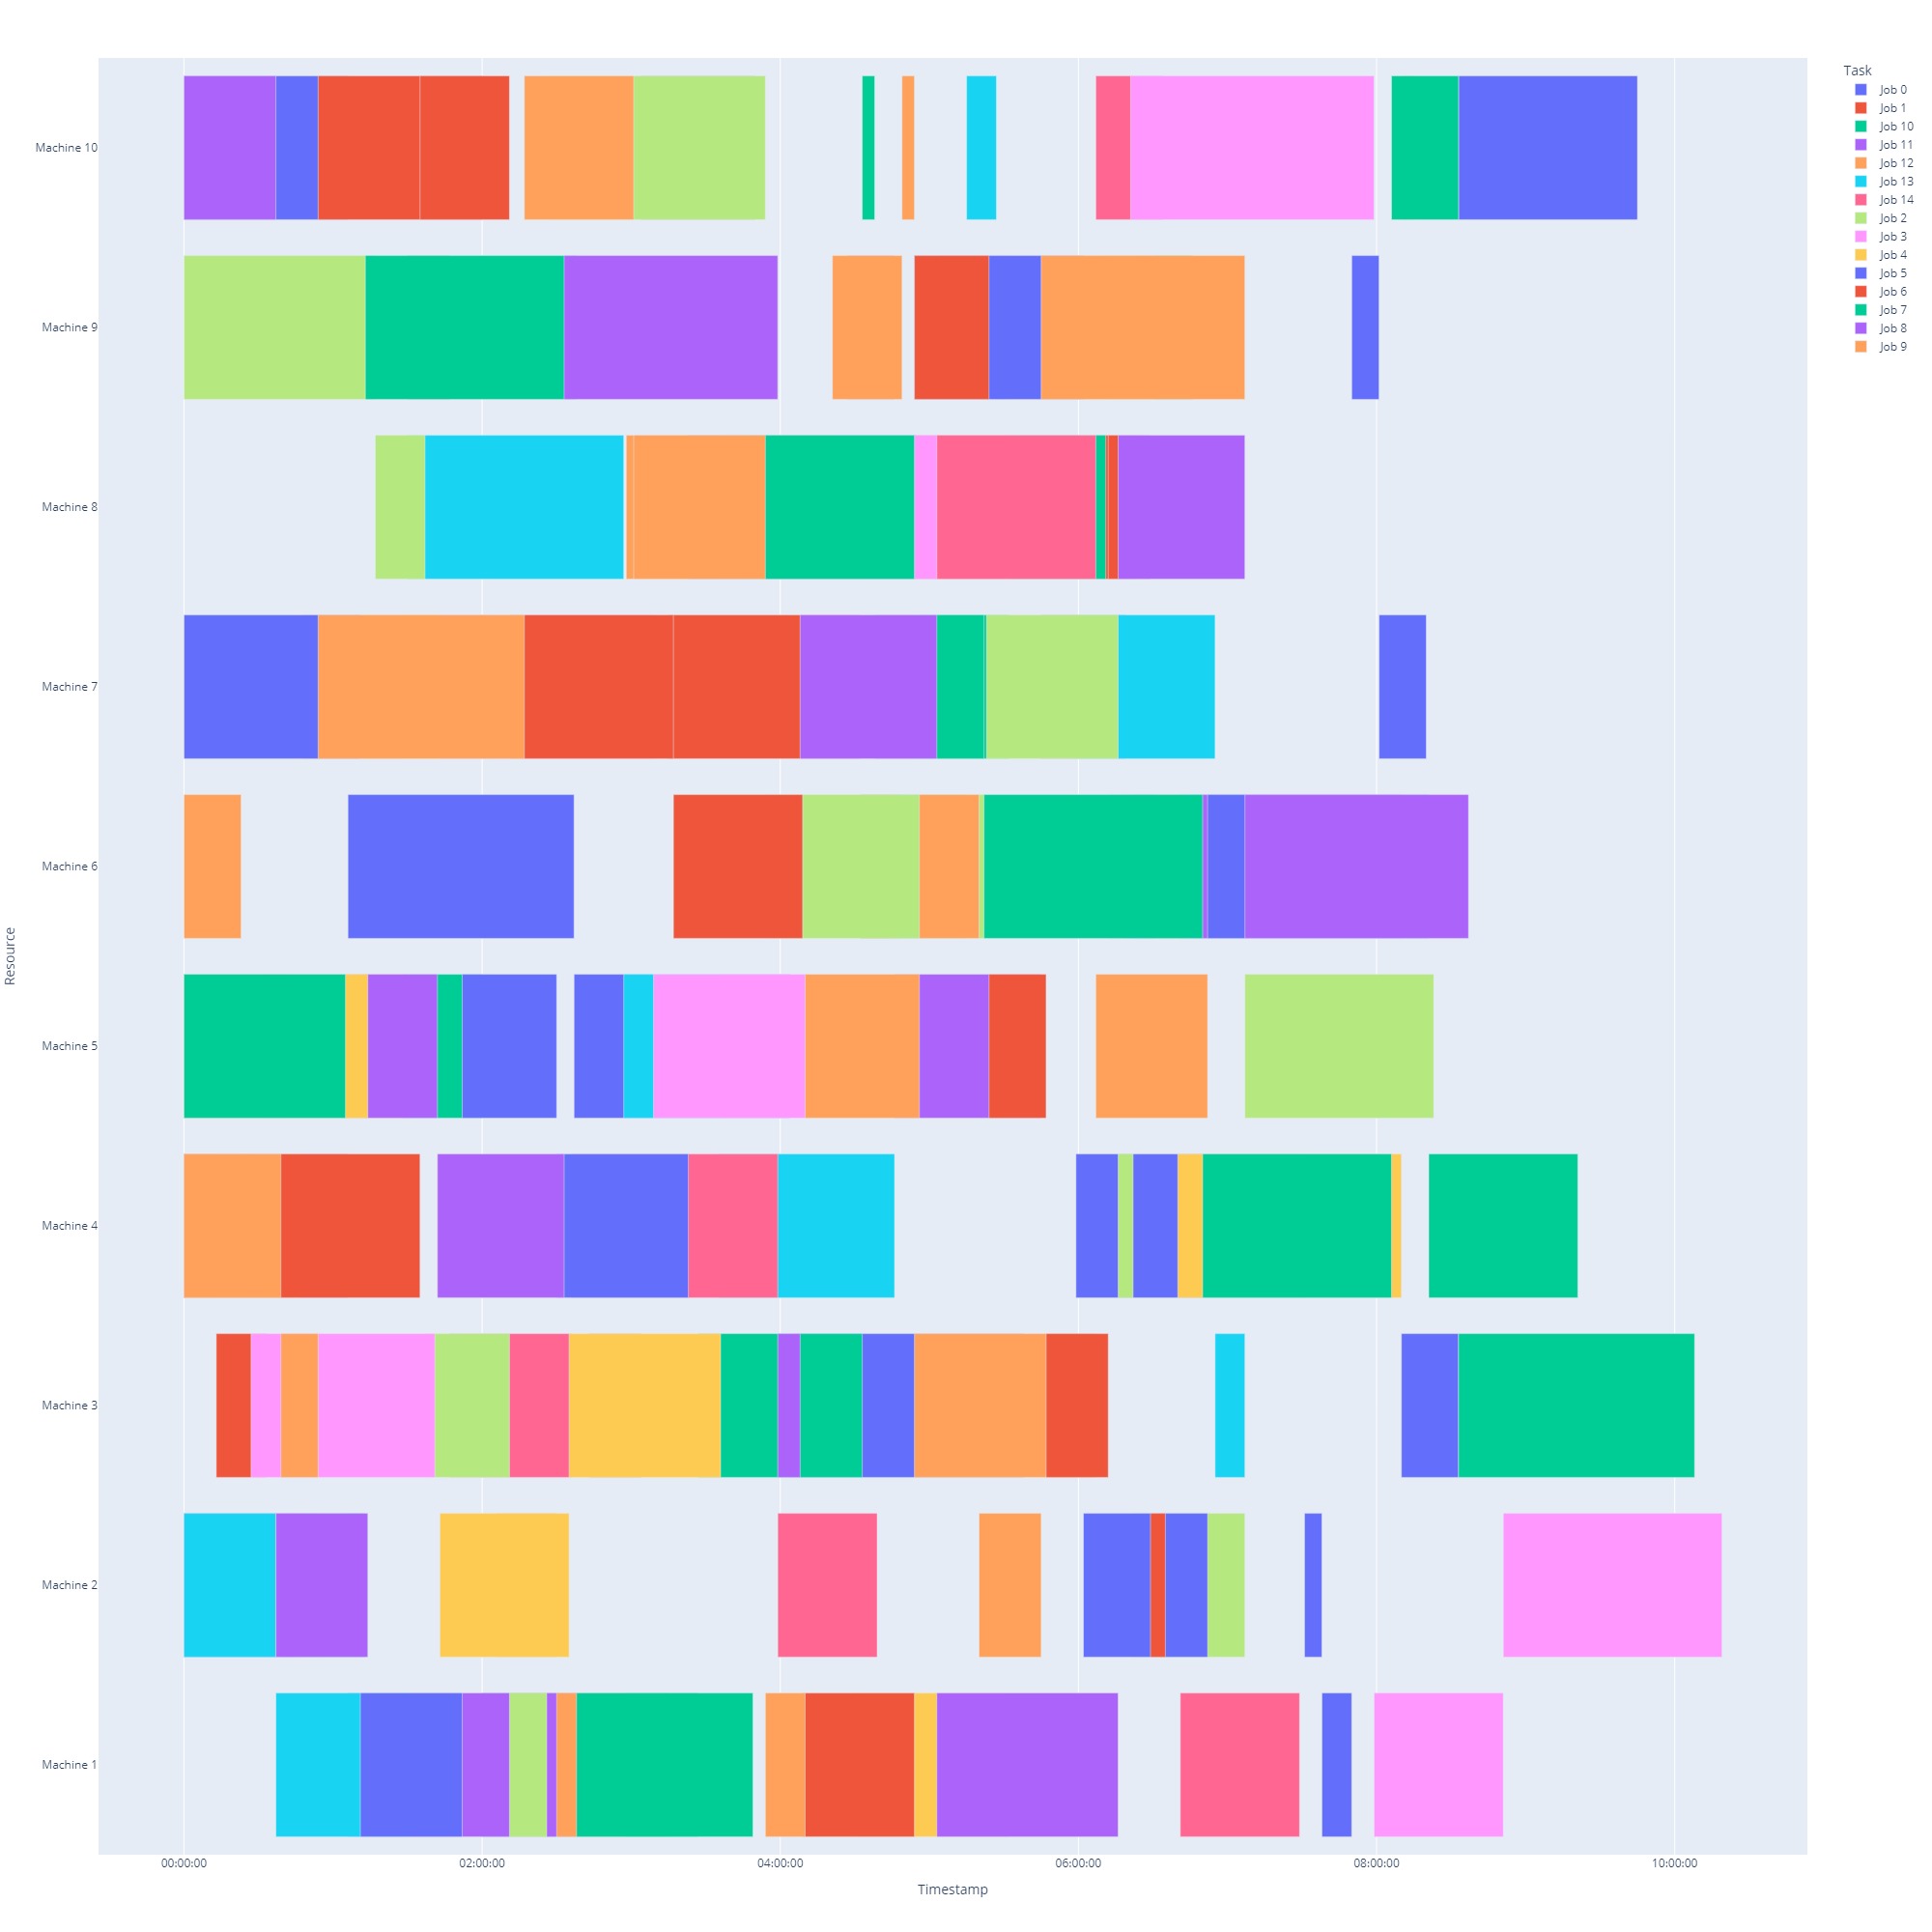 Task
Job 0
Job 1
Job 10
Job 11
Job 12
Job 13
Job 14
Job 2
Job 3
Job 4
Job 5
Job 6
Job 7
Job 8
Job 9
Resource
Machine 10
Machine 9
Machine 8
Machine 7
Machine 6
Machine 5
Machine 4
Machine 3
Machine 2
Machine 1
00:00:00 02:00:00 04:00:00 06:00:00 08:00:00 10:00:00
Timestamp